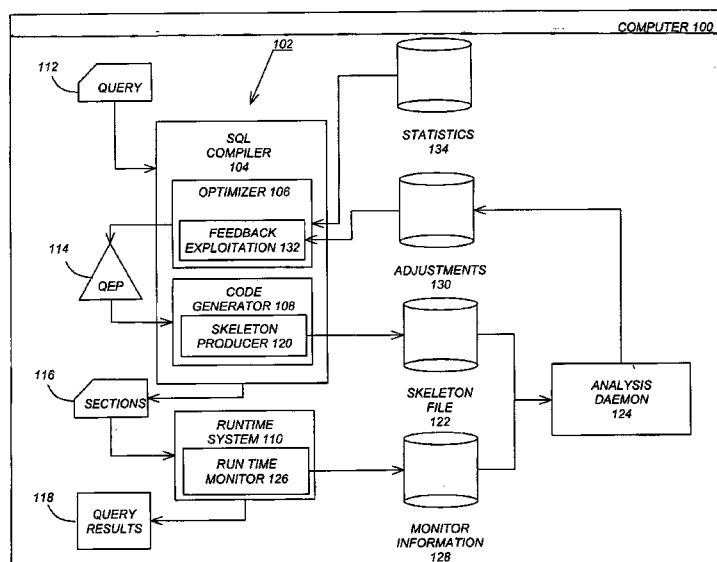 COMPUTER 100
112
QUERY
102
STATISTICS
134
SQL
COMPILER
104
OPTIMIZER 106
FEEDBACK
EXPLOITATION 132
ADJUSTMENTS
130
114
QEP
CODE
GENERATOR 108
SKELETON
PRODUCER 120
SKELETON
FILE
122
ANALYSIS
DAEMON
124
116
SECTIONS
RUNTIME
SYSTEM 110
RUN TIME
MONITOR 126
118
QUERY
RESULTS
MONITOR
INFORMATION
128